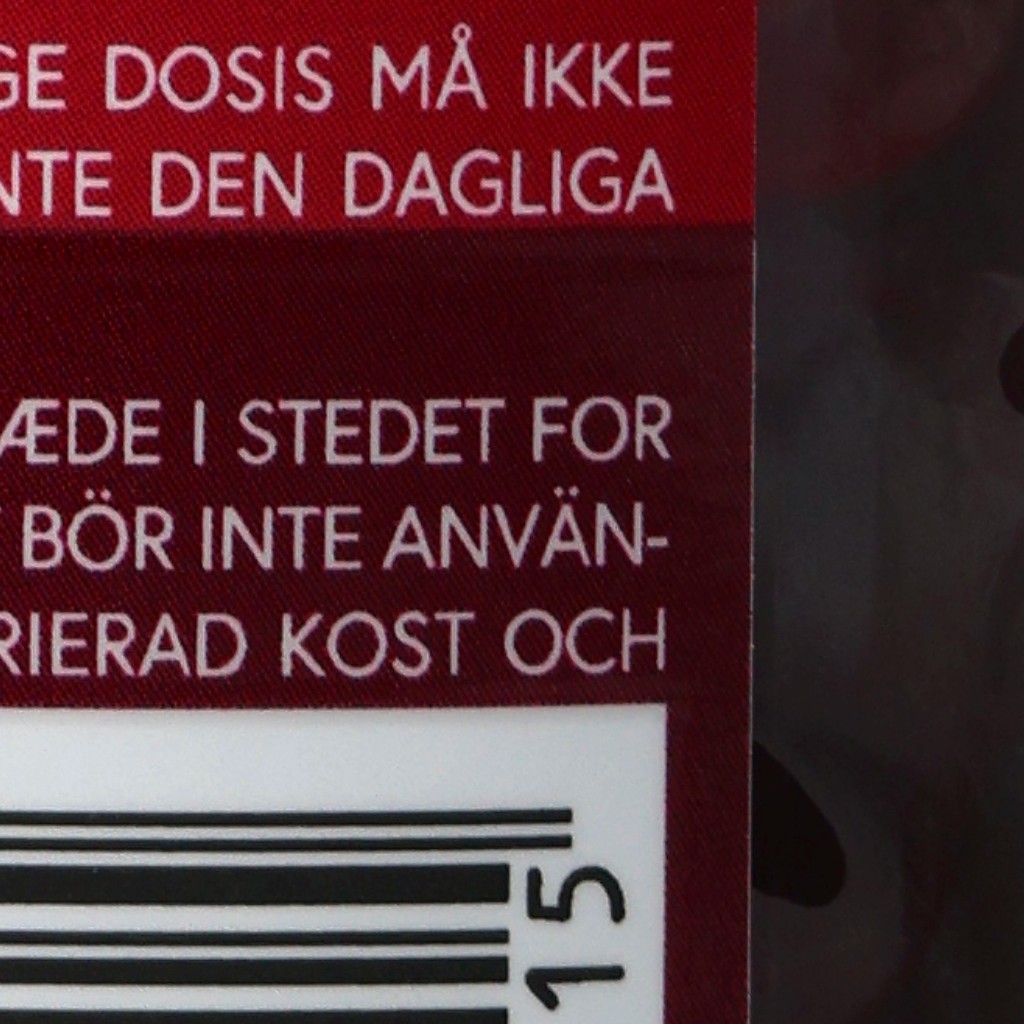 GE DOSIS MÅ IKKE
NTE DEN DAGLIGA
ÆDE I STEDET FOR
BÖR INTE ANVÄN-
RIERAD KOST OCH
15